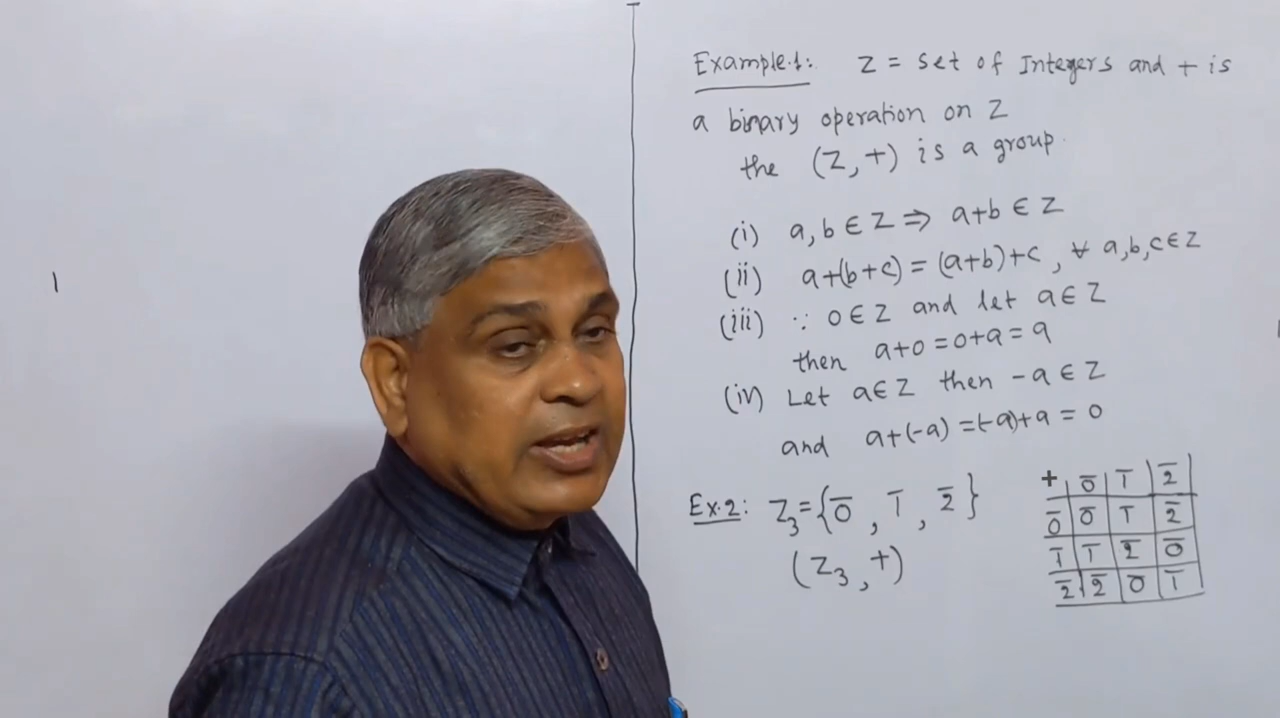 Example.1: Z = set of Integers and + is
a binary operation on Z
the (Z, +) is a group.
(i) a, b ∈ Z ⇒ a+b ∈ Z
(ii) a+(b+c) = (a+b)+c, ∀ a,b,c ∈ Z
(iii) ∵ 0 ∈ Z and let a ∈ Z
then a+0 = 0+a = a
(iv) Let a ∈ Z then -a ∈ Z
and a+(-a) = (-a)+a = 0
Ex.2: Z₃ = {0̅, 1̅, 2̅}
(Z₃, +)
+ 0̅ 1̅ 2̅
0̅ 0̅ 1̅ 2̅
1̅ 1̅ 2̅ 0̅
2̅ 2̅ 0̅ 1̅